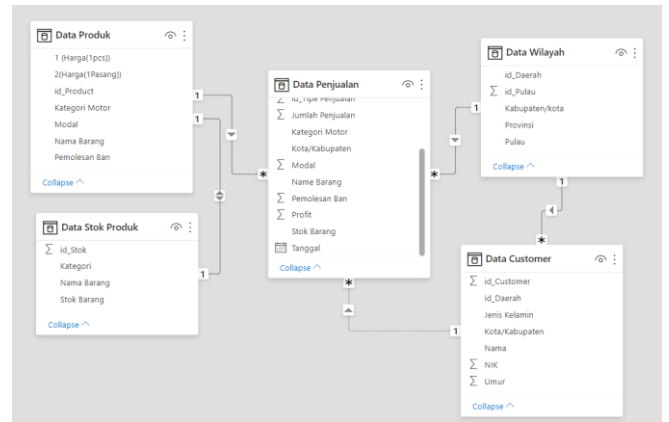 Data Produk
1 (Harga(1pcs))
2(Harga(1Pasang))
id_Product
Kategori Motor
Modal
Nama Barang
Pemolesan Ban
Collapse
Data Stok Produk
Σ id_Stok
Kategori
Nama Barang
Stok Barang
Collapse
Data Penjualan
Σ id_Tipe Penjualan
Σ Jumlah Penjualan
Kategori Motor
Kota/Kabupaten
Σ Modal
Name Barang
Σ Pemolesan Ban
Σ Profit
Stok Barang
Tanggal
Collapse
Data Wilayah
id_Daerah
Σ id_Pulau
Kabupaten/kota
Provinsi
Pulau
Collapse
Data Customer
Σ id_Customer
id_Daerah
Jenis Kelamin
Kota/Kabupaten
Nama
Σ NIK
Σ Umur
Collapse
1
1
1
*
*
1
1
*
*
1